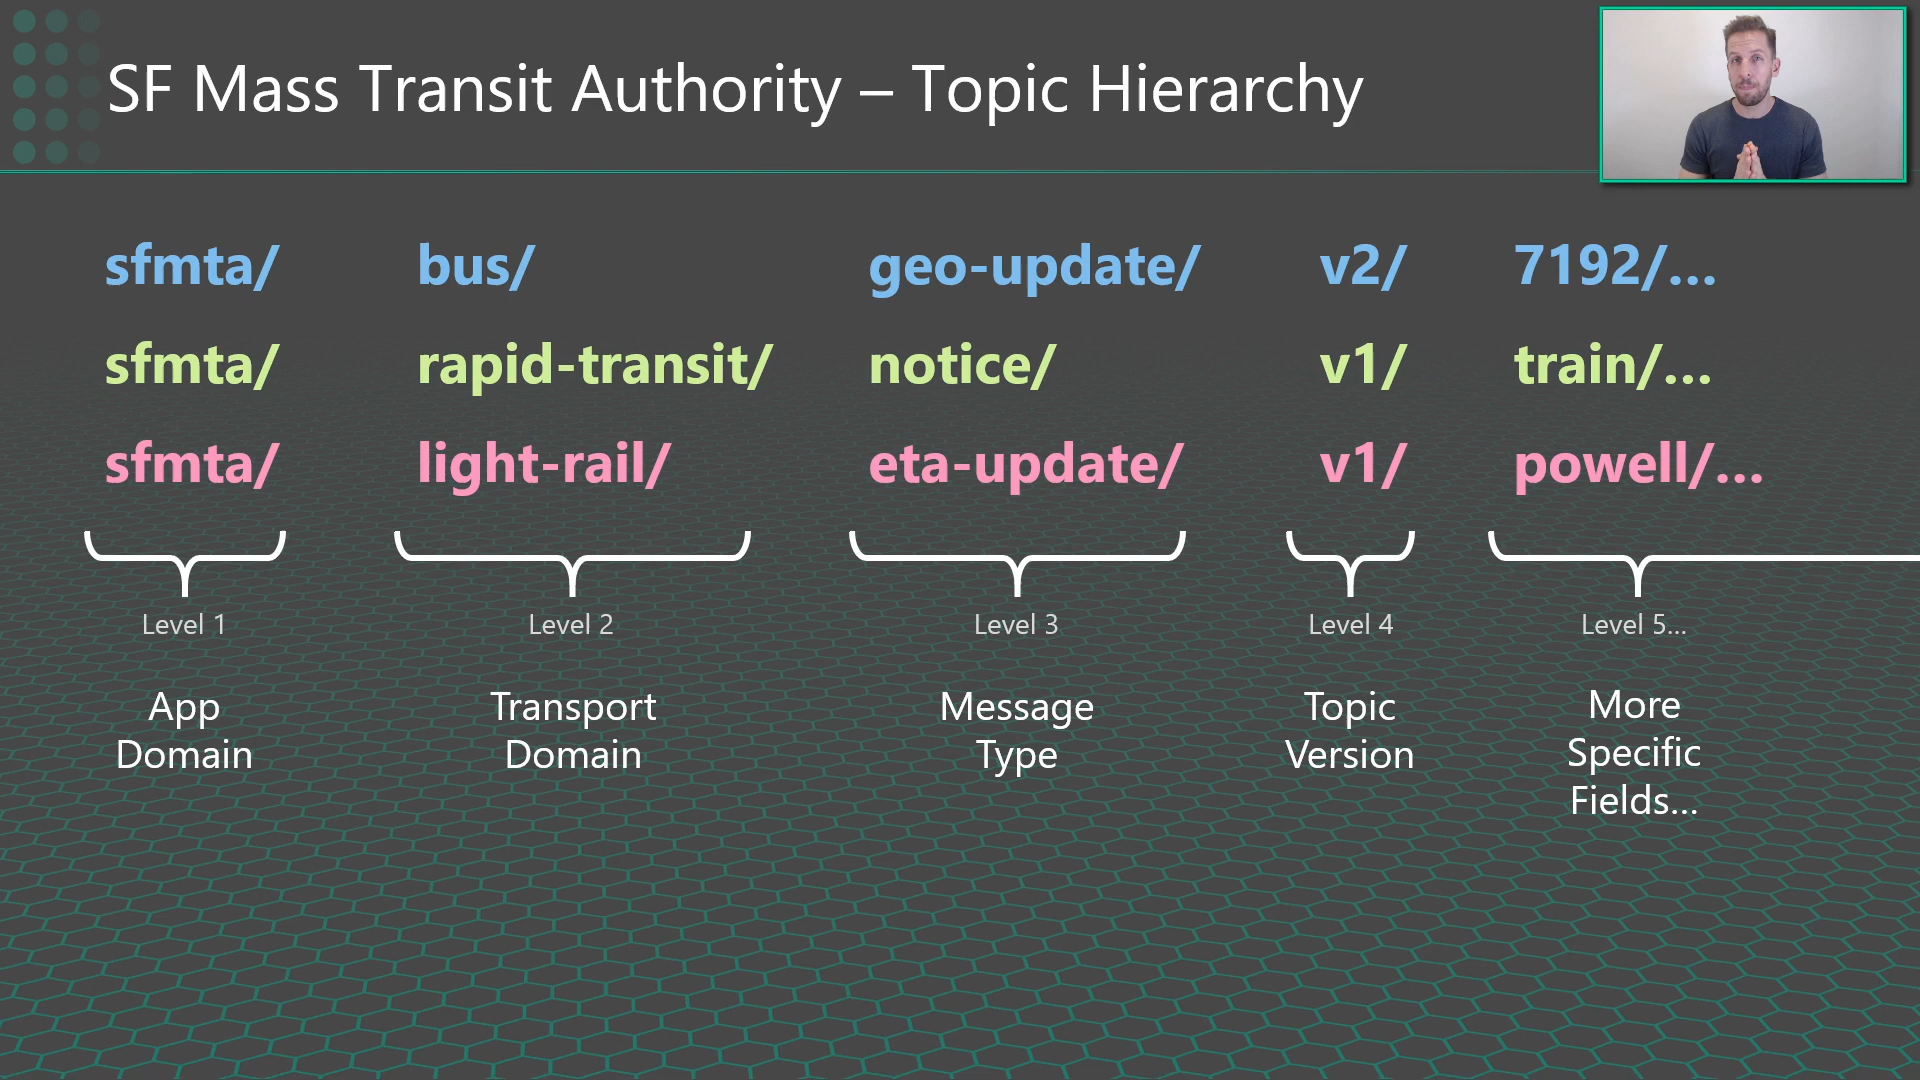 SF Mass Transit Authority – Topic Hierarchy
sfmta/ bus/ geo-update/ v2/ 7192/...
sfmta/ rapid-transit/ notice/ v1/ train/...
sfmta/ light-rail/ eta-update/ v1/ powell/...
Level 1 Level 2 Level 3 Level 4 Level 5...
App Domain
Transport Domain
Message Type
Topic Version
More Specific Fields...